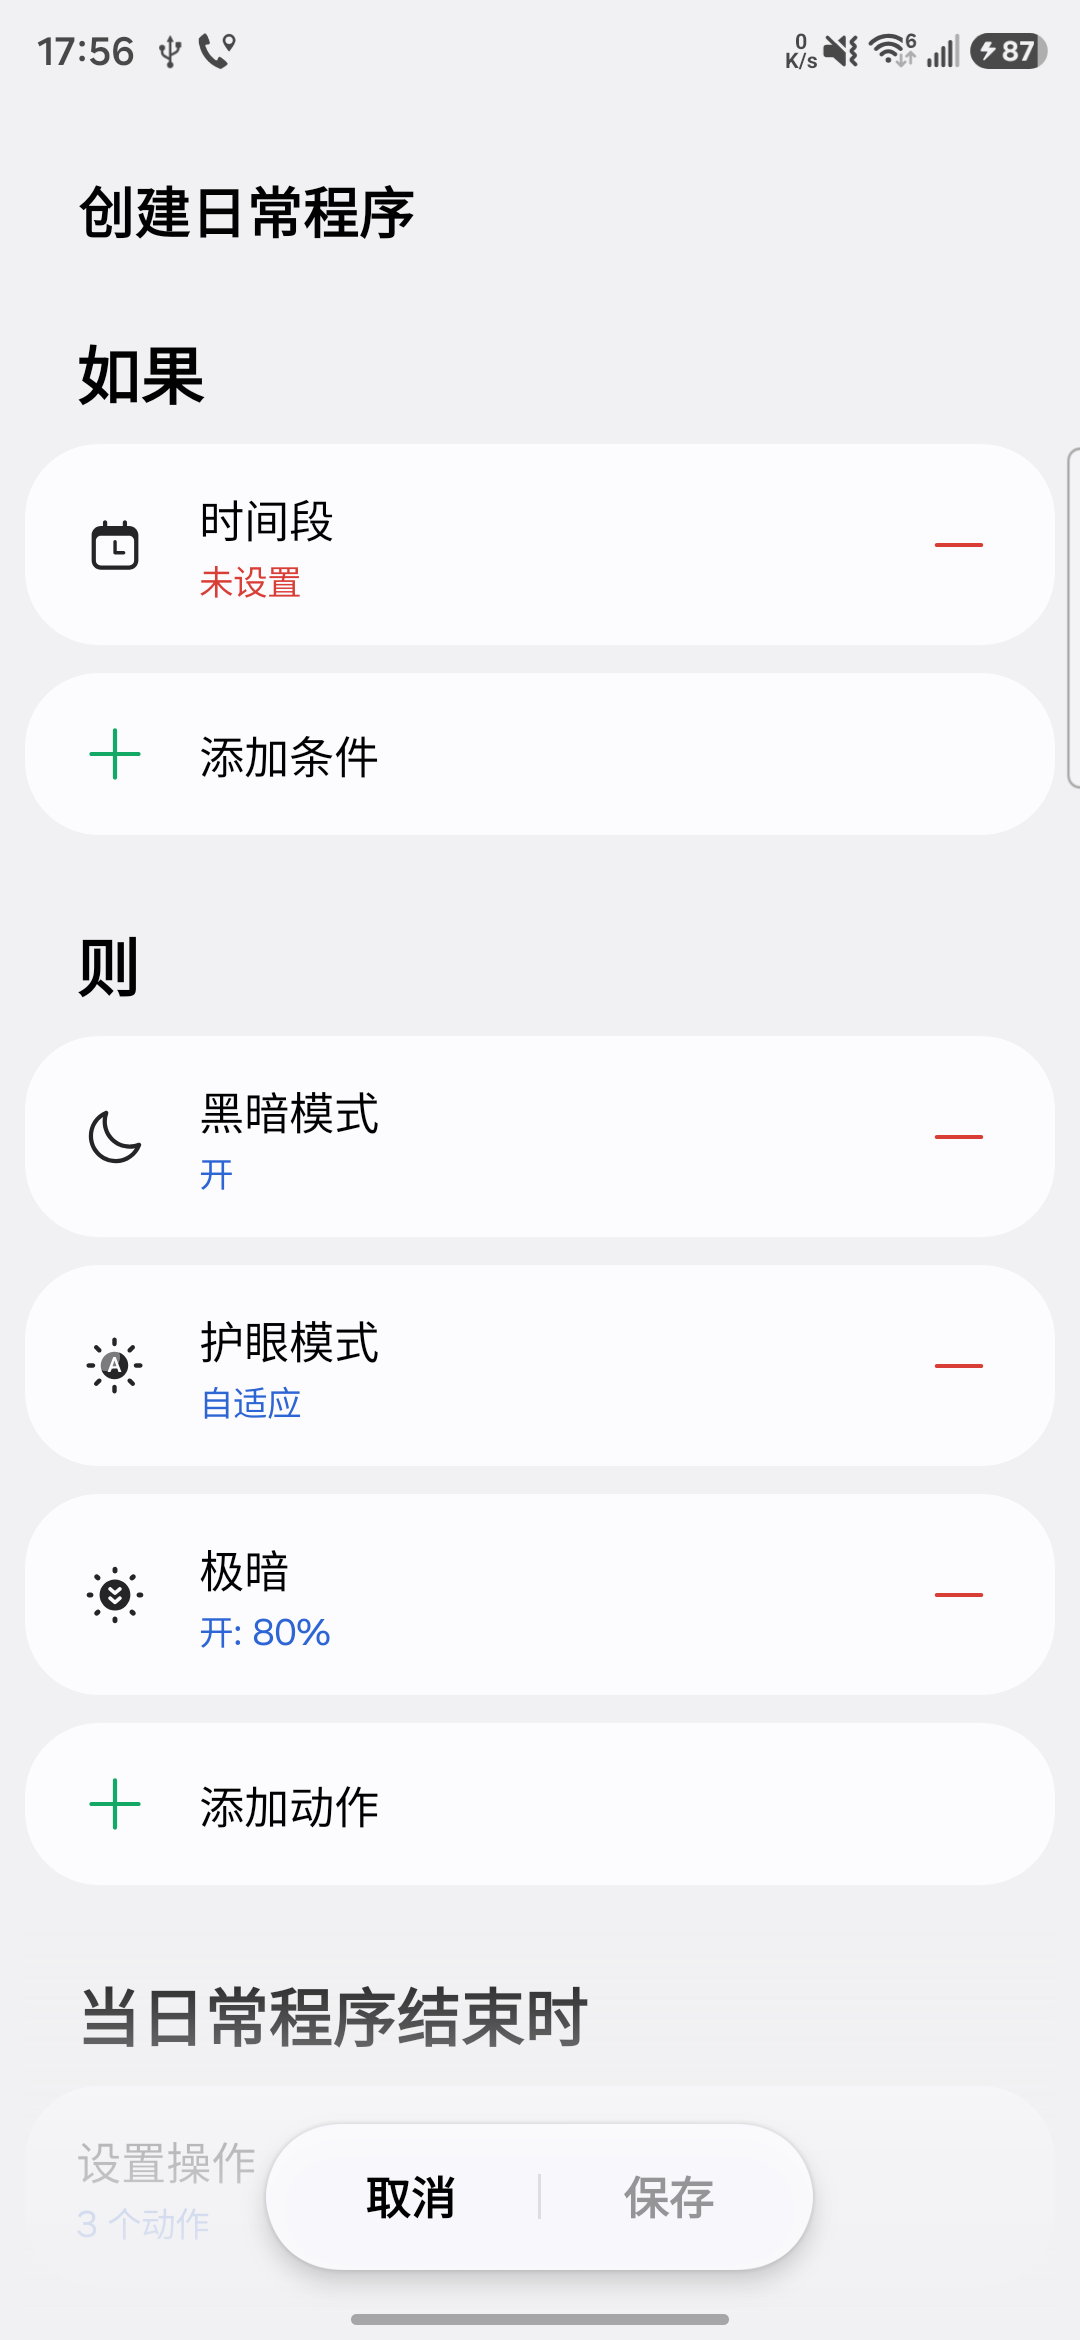 17:56
0 K/s 6 87
创建日常程序
如果
时间段
未设置
添加条件
则
黑暗模式
开
护眼模式
自适应
极暗
开: 80%
添加动作
当日常程序结束时
设置操作
3 个动作
取消 保存